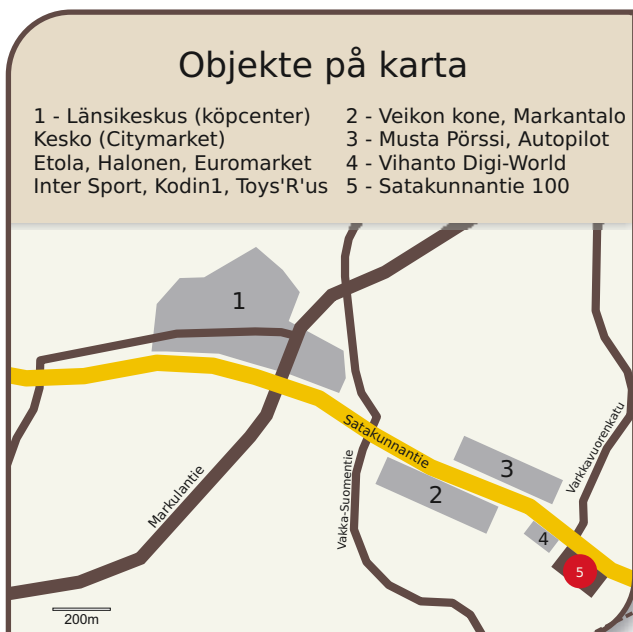 Objekte på karta
1 - Länsikeskus (köpcenter)
Kesko (Citymarket)
Etola, Halonen, Euromarket
Inter Sport, Kodin1, Toys'R'us
2 - Veikon kone, Markantalo
3 - Musta Pörssi, Autopilot
4 - Vihanto Digi-World
5 - Satakunnantie 100
1
Satakunnantie
Varkkavuorenkatu
3
Markulantie
Vakka-Suomentie
2
4
5
200m